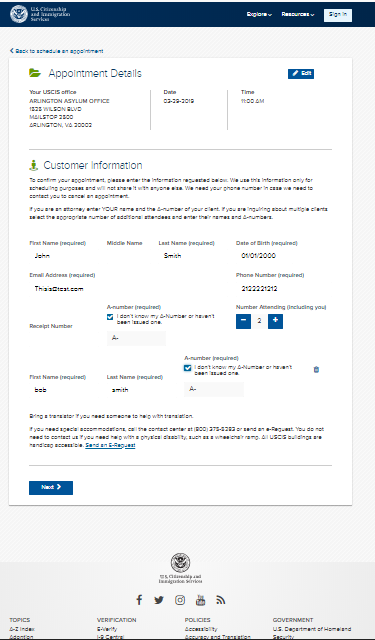 U.S. Citizenship
and Immigration
Services
Explore
Resources
Sign In
Back to schedule an appointment
Appointment Details
Edit
Your USCIS office
Date
Time
ARLINGTON ASYLUM OFFICE
03-29-2019
11:00 AM
1525 WILSON BLVD
MAILSTOP 2500
ARLINGTON, VA
Customer Information
To confirm your appointment, please enter the information requested below. We use this information only for
scheduling purposes and will not share it with anyone else. We need your phone number in case we need to
contact you to cancel an appointment.
If you are an attorney enter YOUR name and the A-number of your client. If you are inquiring about multiple clients
select the appropriate number of additional attendees and enter their names and A-numbers.
First Name (required)
Middle Name
Last Name (required)
Date of Birth (required)
John
Smith
01/01/2000
Email Address (required)
Phone Number (required)
Thisis@test.com
2122221212
A-number (required)
Number Attending (including you)
I don't know my A-Number or haven't
been issued one.
2
Receipt Number
A-
A-number (required)
I don't know my A-Number or haven't
been issued one.
First Name (required)
Last Name (required)
bob
smith
A-
Bring a translator if you need someone to help with translation.
If you need special accommodations, call the contact center at (800) 375-5283 or send an e-Request. You do not
need to contact us if you need help with a physical disability, such as a wheelchair ramp. All USCIS buildings are
handicap accessible. Send an E-Request
Next
U.S. Citizenship and
Immigration Services
TOPICS
VERIFICATION
POLICIES
GOVERNMENT
A-Z Index
E-Verify
Accessibility
U.S. Department of Homeland
Security
Adoption
I-9 Central
Accuracy and Translation